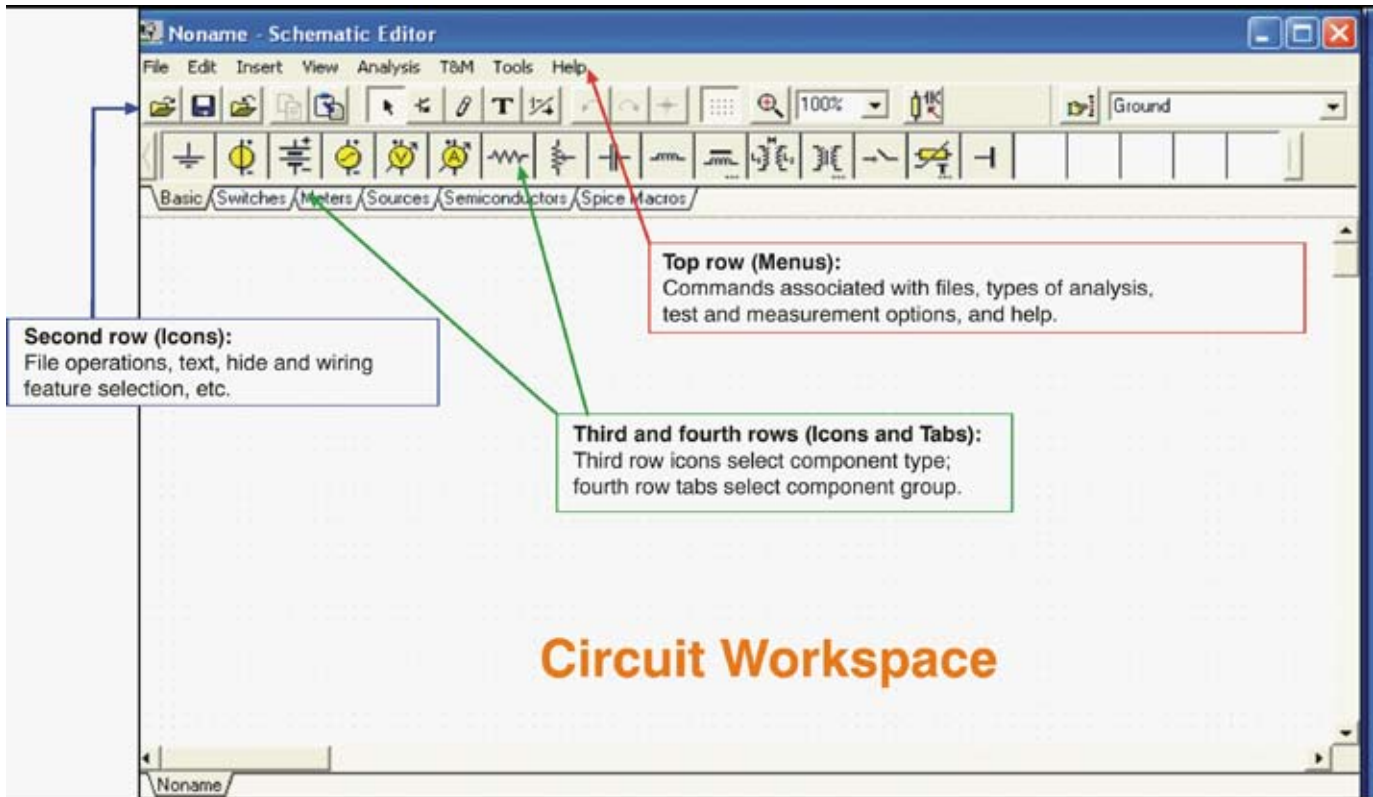 Noname - Schematic Editor
File Edit Insert View Analysis T&M Tools Help
T 100% 1K Ground
V A M
Basic Switches Meters Sources Semiconductors Spice Macros
Top row (Menus):
Commands associated with files, types of analysis,
test and measurement options, and help.
Second row (Icons):
File operations, text, hide and wiring
feature selection, etc.
Third and fourth rows (Icons and Tabs):
Third row icons select component type;
fourth row tabs select component group.
Circuit Workspace
Noname